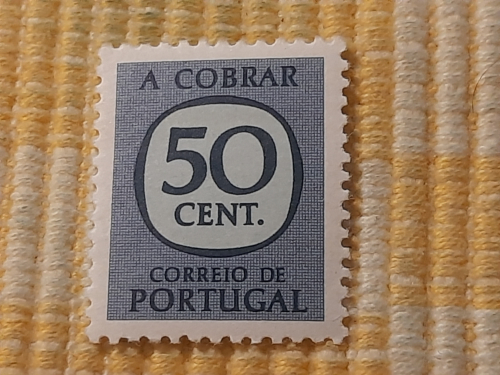 A COBRAR
50
CENT.
CORREIO DE
PORTUGAL